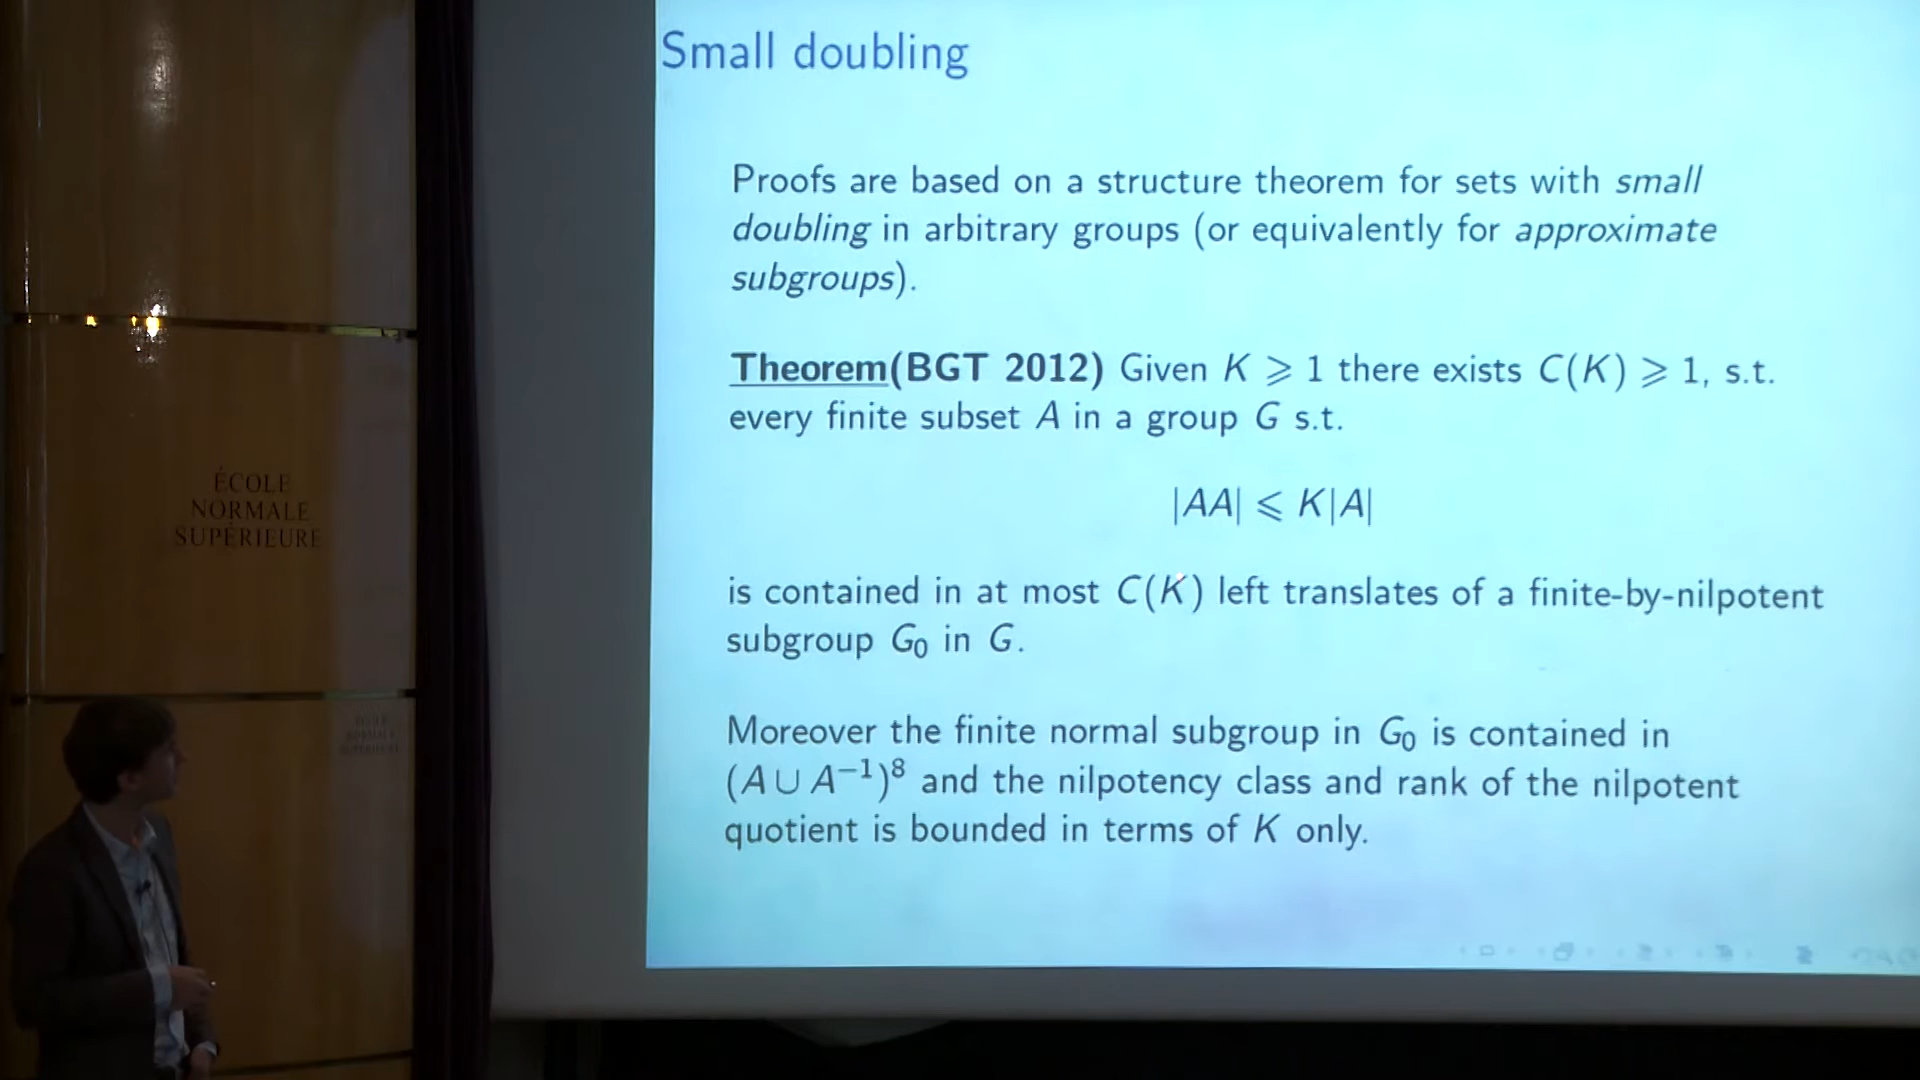 Small doubling
Proofs are based on a structure theorem for sets with small
doubling in arbitrary groups (or equivalently for approximate
subgroups).
Theorem(BGT 2012) Given K ⩾ 1 there exists C(K) ⩾ 1, s.t.
every finite subset A in a group G s.t.
|AA| ⩽ K|A|
is contained in at most C(K) left translates of a finite-by-nilpotent
subgroup G₀ in G.
Moreover the finite normal subgroup in G₀ is contained in
(A ∪ A⁻¹)⁸ and the nilpotency class and rank of the nilpotent
quotient is bounded in terms of K only.
ÉCOLE
NORMALE
SUPÉRIEURE